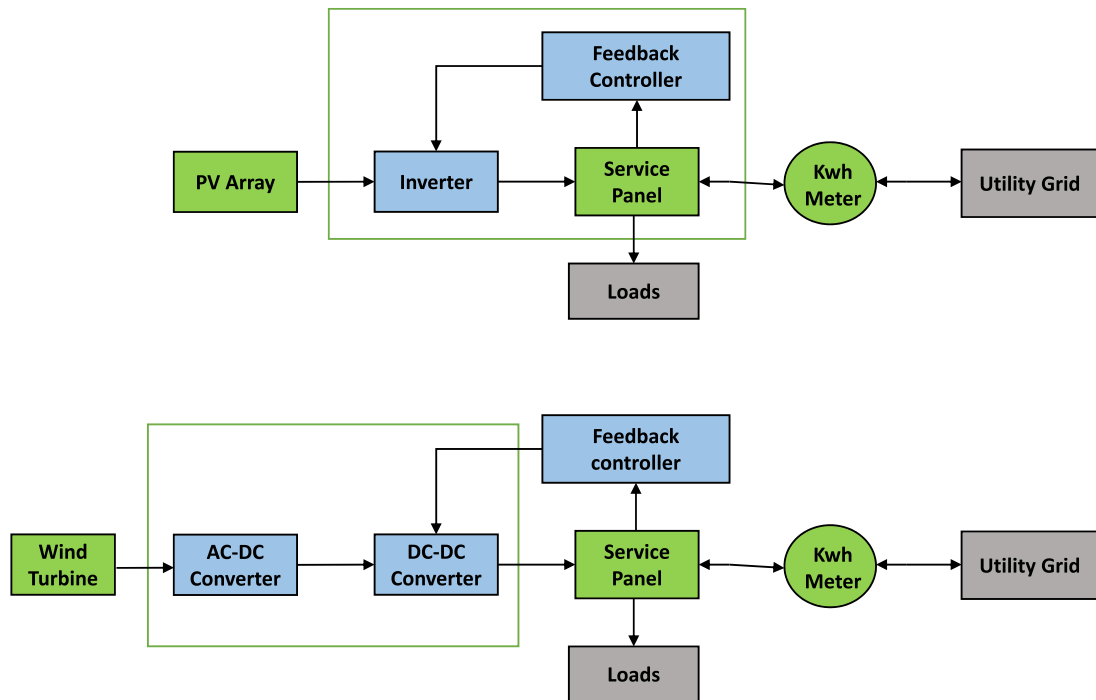 Feedback
Controller
PV Array
Inverter
Service
Panel
Kwh
Meter
Utility Grid
Loads
Feedback
controller
Wind
Turbine
AC-DC
Converter
DC-DC
Converter
Service
Panel
Kwh
Meter
Utility Grid
Loads